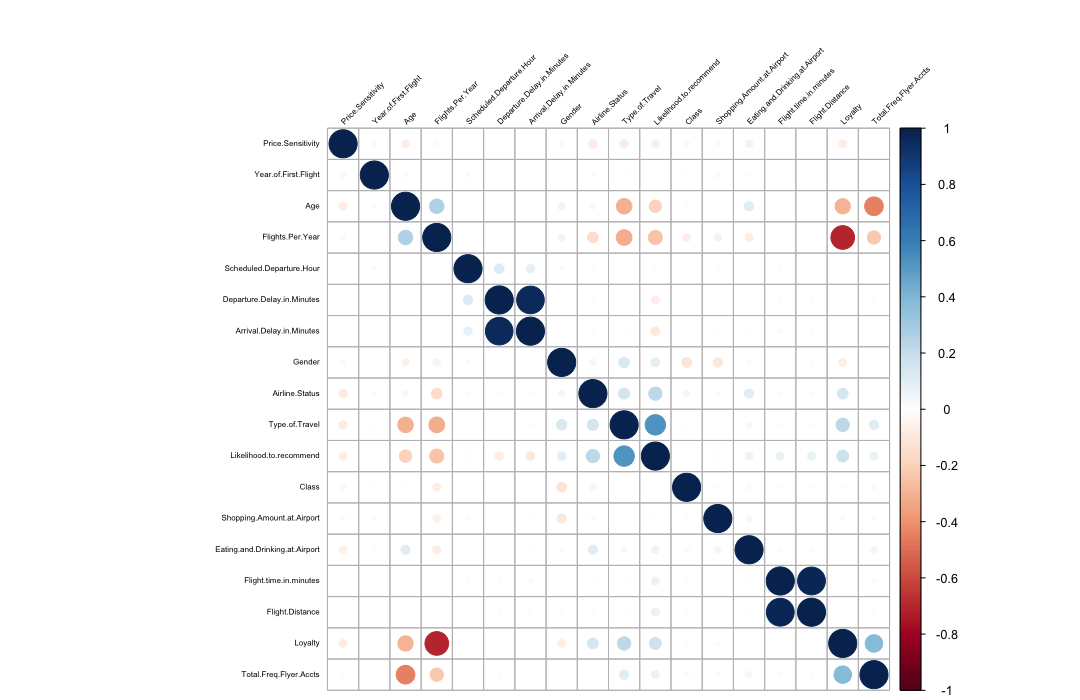 Price.Sensitivity
Year.of.First.Flight
Age
Flights.Per.Year
Scheduled.Departure.Hour
Departure.Delay.in.Minutes
Arrival.Delay.in.Minutes
Gender
Airline.Status
Type.of.Travel
Likelihood.to.recommend
Class
Shopping.Amount.at.Airport
Eating.and.Drinking.at.Airport
Flight.time.in.minutes
Flight.Distance
Loyalty
Total.Freq.Flyer.Accts
Price.Sensitivity
Year.of.First.Flight
Age
Flights.Per.Year
Scheduled.Departure.Hour
Departure.Delay.in.Minutes
Arrival.Delay.in.Minutes
Gender
Airline.Status
Type.of.Travel
Likelihood.to.recommend
Class
Shopping.Amount.at.Airport
Eating.and.Drinking.at.Airport
Flight.time.in.minutes
Flight.Distance
Loyalty
Total.Freq.Flyer.Accts
1
0.8
0.6
0.4
0.2
0
-0.2
-0.4
-0.6
-0.8
-1